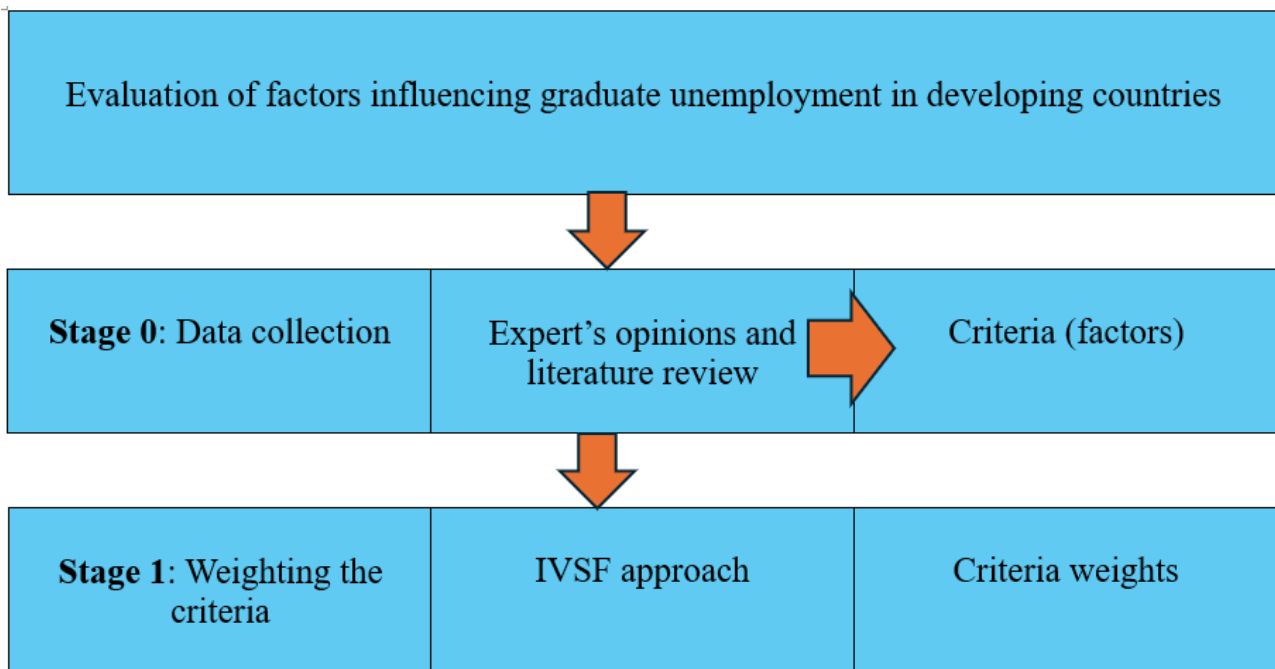 Evaluation of factors influencing graduate unemployment in developing countries
Stage 0: Data collection
Expert’s opinions and
literature review
Criteria (factors)
Stage 1: Weighting the
criteria
IVSF approach
Criteria weights